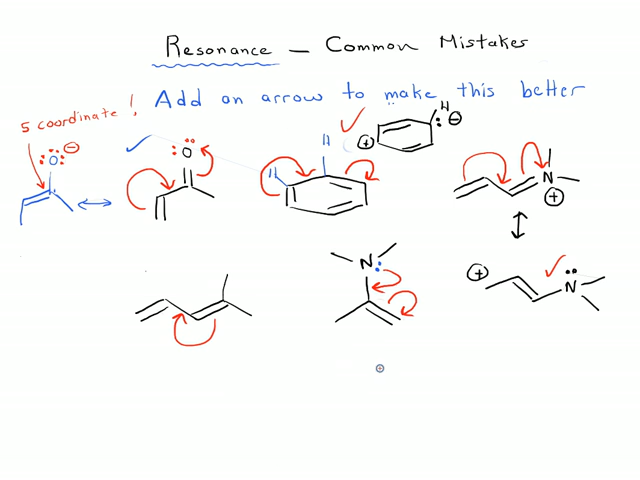 Resonance — Common Mistakes
Add an arrow to make this better
5 coordinate!
O
O
H
H
H
N
N
N